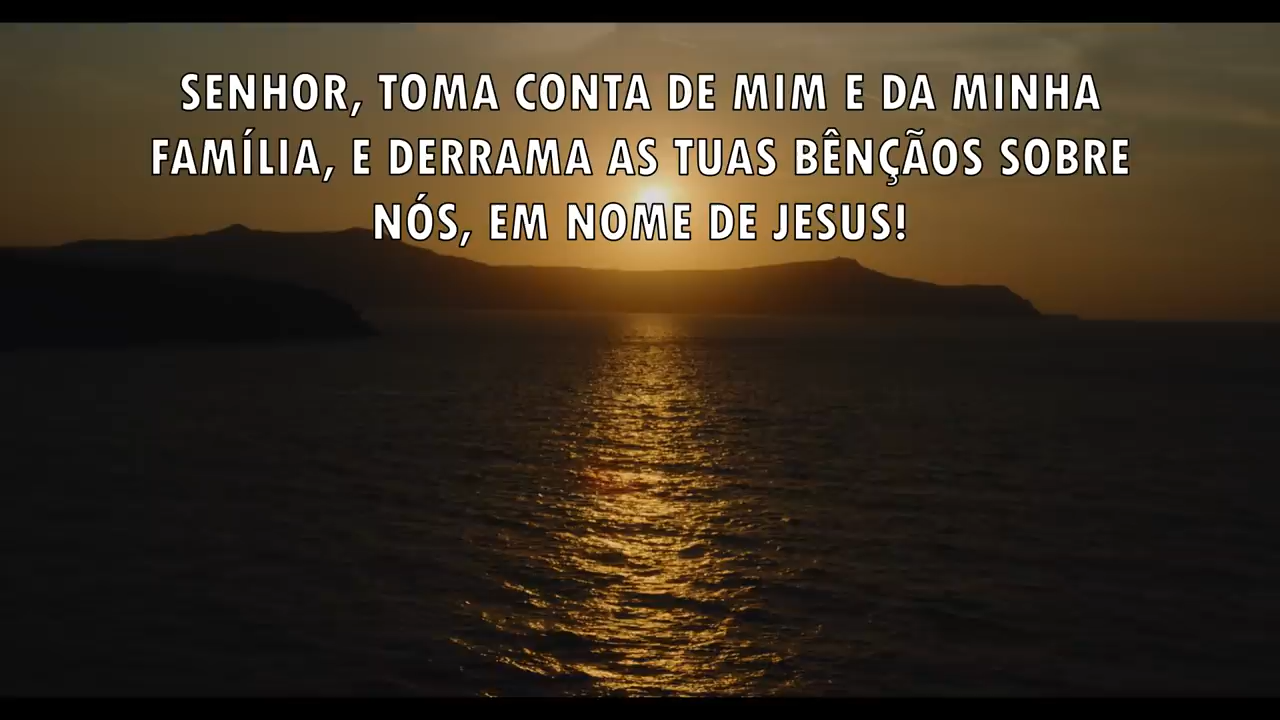 SENHOR, TOMA CONTA DE MIM E DA MINHA
FAMÍLIA, E DERRAMA AS TUAS BÊNÇÃOS SOBRE
NÓS, EM NOME DE JESUS!